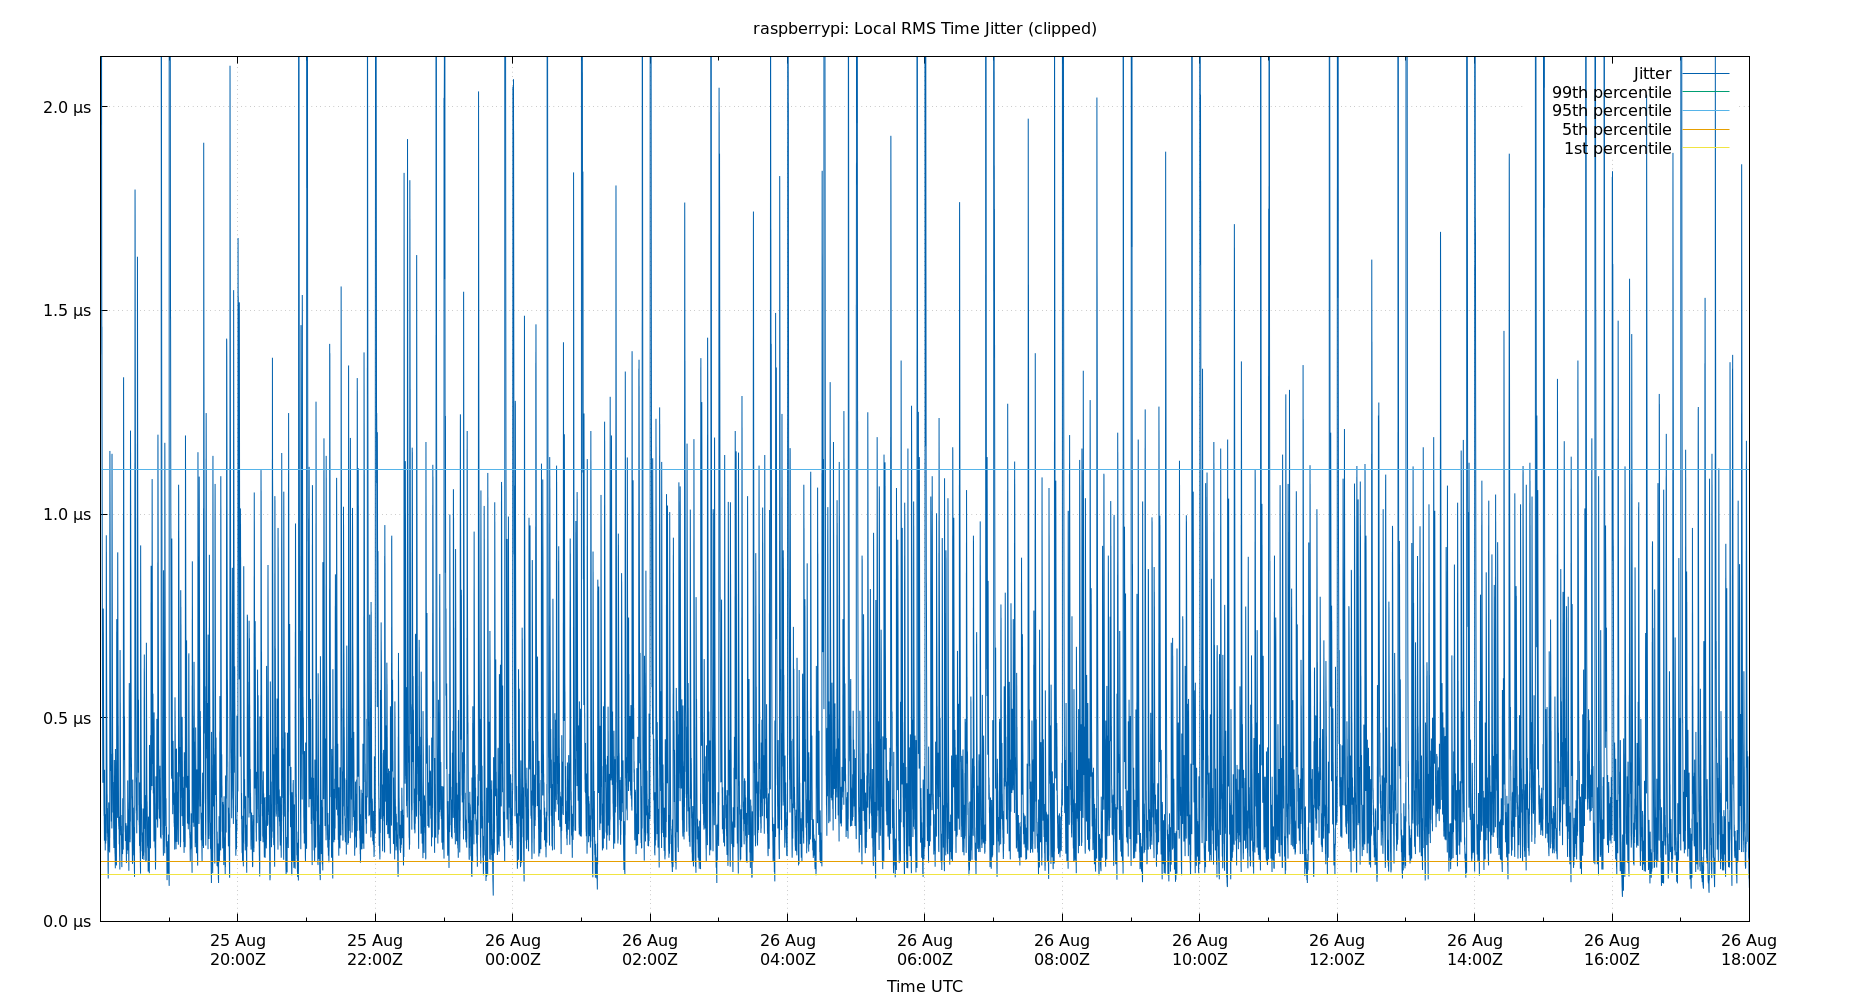 raspberrypi: Local RMS Time Jitter (clipped)
Jitter
99th percentile
95th percentile
5th percentile
1st percentile
2.0 µs
1.5 µs
1.0 µs
0.5 µs
0.0 µs
25 Aug 25 Aug 26 Aug 26 Aug 26 Aug 26 Aug 26 Aug 26 Aug 26 Aug 26 Aug 26 Aug 26 Aug
20:00Z 22:00Z 00:00Z 02:00Z 04:00Z 06:00Z 08:00Z 10:00Z 12:00Z 14:00Z 16:00Z 18:00Z
Time UTC